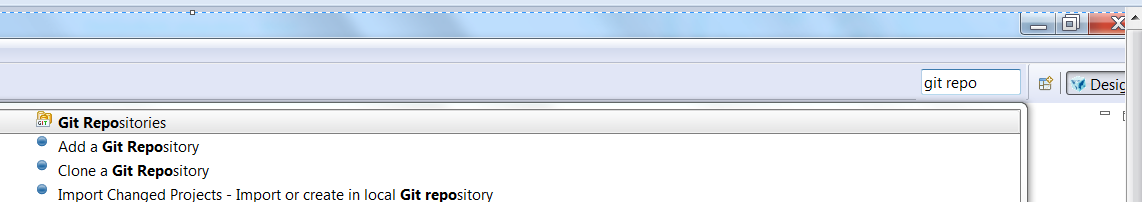 git repo
Desig
GIT Git Repositories
Add a Git Repository
Clone a Git Repository
Import Changed Projects - Import or create in local Git repository